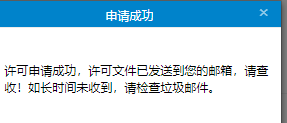 申请成功
许可申请成功，许可文件已发送到您的邮箱，请查
收！如长时间未收到，请检查垃圾邮件。